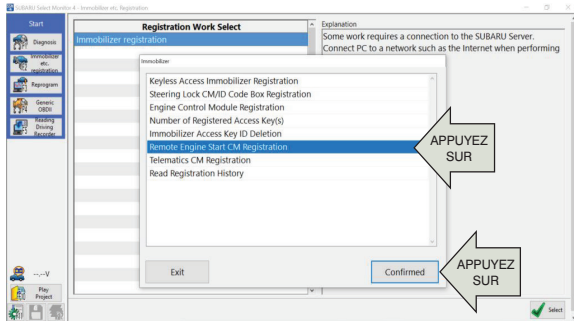 SUBARU Select Monitor 4 - Immobilizer etc. Registration
Start
Diagnosis
Immobilizer
etc.
registration
Reprogram
Generic
OBDII
Reading
Driving
Recorder
--.--V
Play
Project
Registration Work Select
Immobilizer registration
Explanation
Some work requires a connection to the SUBARU Server.
Connect PC to a network such as the Internet when performing
Immobilizer
Keyless Access Immobilizer Registration
Steering Lock CM/ID Code Box Registration
Engine Control Module Registration
Number of Registered Access Key(s)
Immobilizer Access Key ID Deletion
Remote Engine Start CM Registration
Telematics CM Registration
Read Registration History
Exit
Confirmed
APPUYEZ
SUR
APPUYEZ
SUR
Select